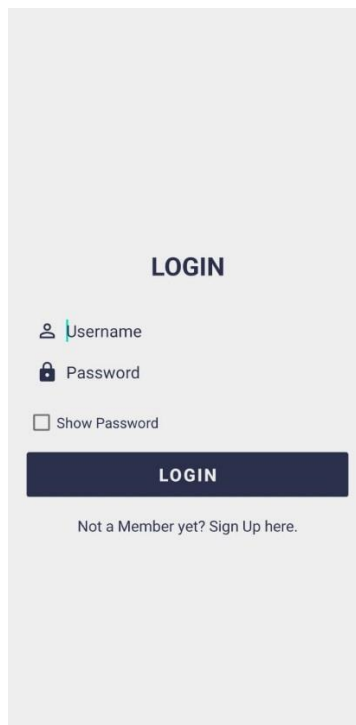 LOGIN
Username
Password
Show Password
LOGIN
Not a Member yet? Sign Up here.